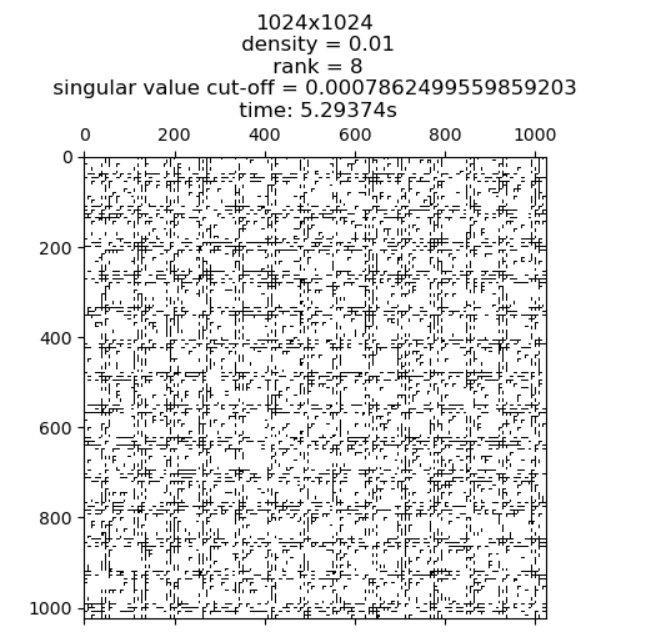 1024x1024
density = 0.01
rank = 8
singular value cut-off = 0.0007862499559859203
time: 5.29374s
0 200 400 600 800 1000
0
200
400
600
800
1000